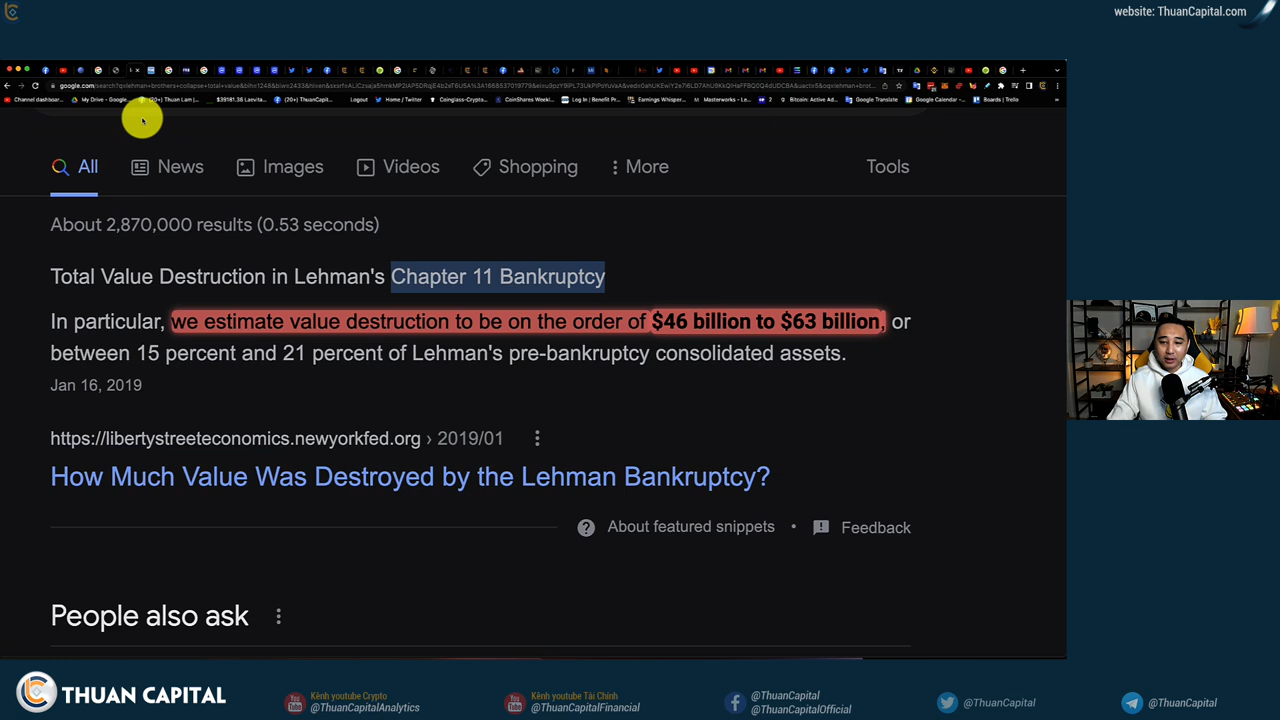 website: ThuanCapital.com
All
News
Images
Videos
Shopping
More
Tools
About 2,870,000 results (0.53 seconds)
Total Value Destruction in Lehman's Chapter 11 Bankruptcy
In particular, we estimate value destruction to be on the order of $46 billion to $63 billion, or
between 15 percent and 21 percent of Lehman's pre-bankruptcy consolidated assets.
Jan 16, 2019
https://libertystreeteconomics.newyorkfed.org › 2019/01
How Much Value Was Destroyed by the Lehman Bankruptcy?
About featured snippets
•
Feedback
People also ask
THUAN CAPITAL
Kênh youtube Crypto
@ThuanCapitalAnalytics
Kênh youtube Tài Chính
@ThuanCapitalFinancial
@ThuanCapital
@ThuanCapitalOfficial
@ThuanCapital
@ThuanCapital